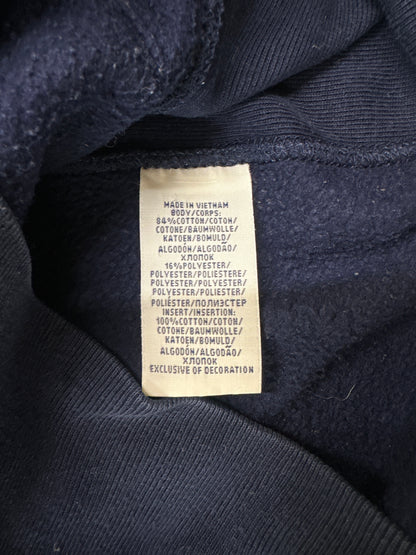 MADE IN VIETNAM
BODY/CORPS:
84%COTTON/COTON/
COTONE/BAUMWOLLE/
KATOEN/BOMULD/
ALGODÓN/ALGODÃO/
ХЛОПОК
16%POLYESTER/
POLYESTER/POLIESTERE/
POLYESTER/POLYESTER/
POLYESTER/POLIESTER/
POLIÉSTER/ПОЛИЭСТЕР
INSERT/INSERTION:
100%COTTON/COTON/
COTONE/BAUMWOLLE/
KATOEN/BOMULD/
ALGODÓN/ALGODÃO/
ХЛОПОК
EXCLUSIVE OF DECORATION